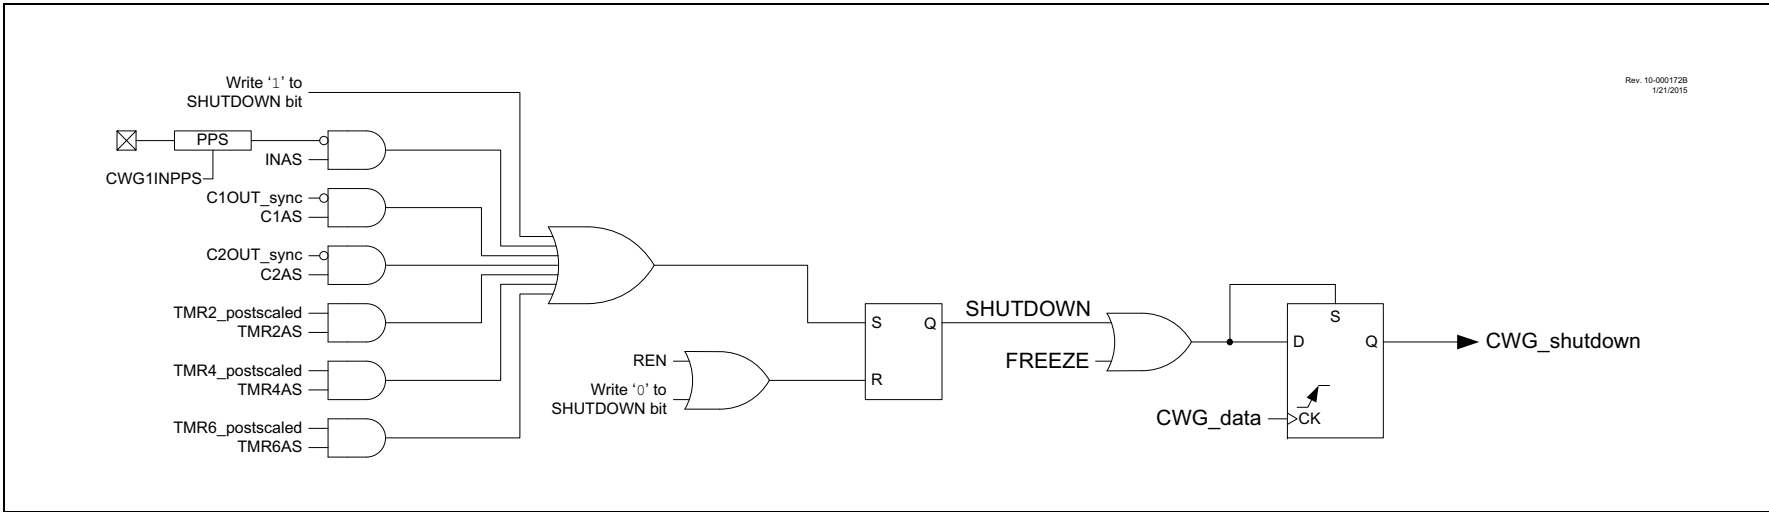 Write ‘1’ to
SHUTDOWN bit
Rev. 10-000172B
1/21/2015
PPS
INAS
CWG1INPPS
C1OUT_sync
C1AS
C2OUT_sync
C2AS
TMR2_postscaled
TMR2AS
TMR4_postscaled
TMR4AS
TMR6_postscaled
TMR6AS
REN
Write ‘0’ to
SHUTDOWN bit
S
Q
R
SHUTDOWN
FREEZE
S
D
Q
CWG_data
CK
CWG_shutdown